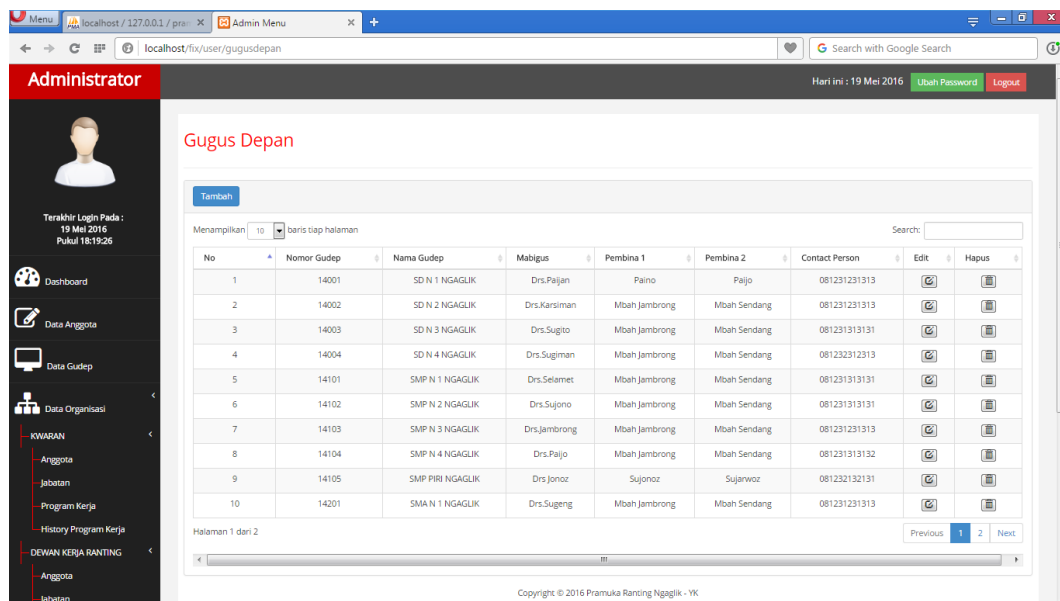 Menu localhost / 127.0.0.1 / pran Admin Menu
localhost/fix/user/gugusdepan Search with Google Search
Administrator
Hari ini : 19 Mei 2016 Ubah Password Logout
Gugus Depan
Tambah
Terakhir Login Pada :
19 Mei 2016
Pukul 18:19:26
Menampilkan 10 baris tiap halaman Search:
No Nomor Gudep Nama Gudep Mabigus Pembina 1 Pembina 2 Contact Person Edit Hapus
1 14001 SD N 1 NGAGLIK Drs.Paijan Paino Paijo 081231231313
2 14002 SD N 2 NGAGLIK Drs.Karsiman Mbah Jambrong Mbah Sendang 081231231313
3 14003 SD N 3 NGAGLIK Drs.Sugito Mbah Jambrong Mbah Sendang 081231313131
4 14004 SD N 4 NGAGLIK Drs.Sugiman Mbah Jambrong Mbah Sendang 081232312313
5 14101 SMP N 1 NGAGLIK Drs.Selamet Mbah Jambrong Mbah Sendang 081231313131
6 14102 SMP N 2 NGAGLIK Drs.Sujono Mbah Jambrong Mbah Sendang 081231313131
7 14103 SMP N 3 NGAGLIK Drs.Jambrong Mbah Jambrong Mbah Sendang 081231231313
8 14104 SMP N 4 NGAGLIK Drs.Paijo Mbah Jambrong Mbah Sendang 081231313132
9 14105 SMP PIRI NGAGLIK Drs Jonoz Sujonoz Sujarwoz 081232132131
10 14201 SMA N 1 NGAGLIK Drs.Sugeng Mbah Jambrong Mbah Sendang 081231231313
Halaman 1 dari 2 Previous 1 2 Next
Dashboard
Data Anggota
Data Gudep
Data Organisasi
KWARAN
Anggota
Jabatan
Program Kerja
History Program Kerja
DEWAN KERJA RANTING
Anggota
Jabatan
Copyright © 2016 Pramuka Ranting Ngaglik - YK